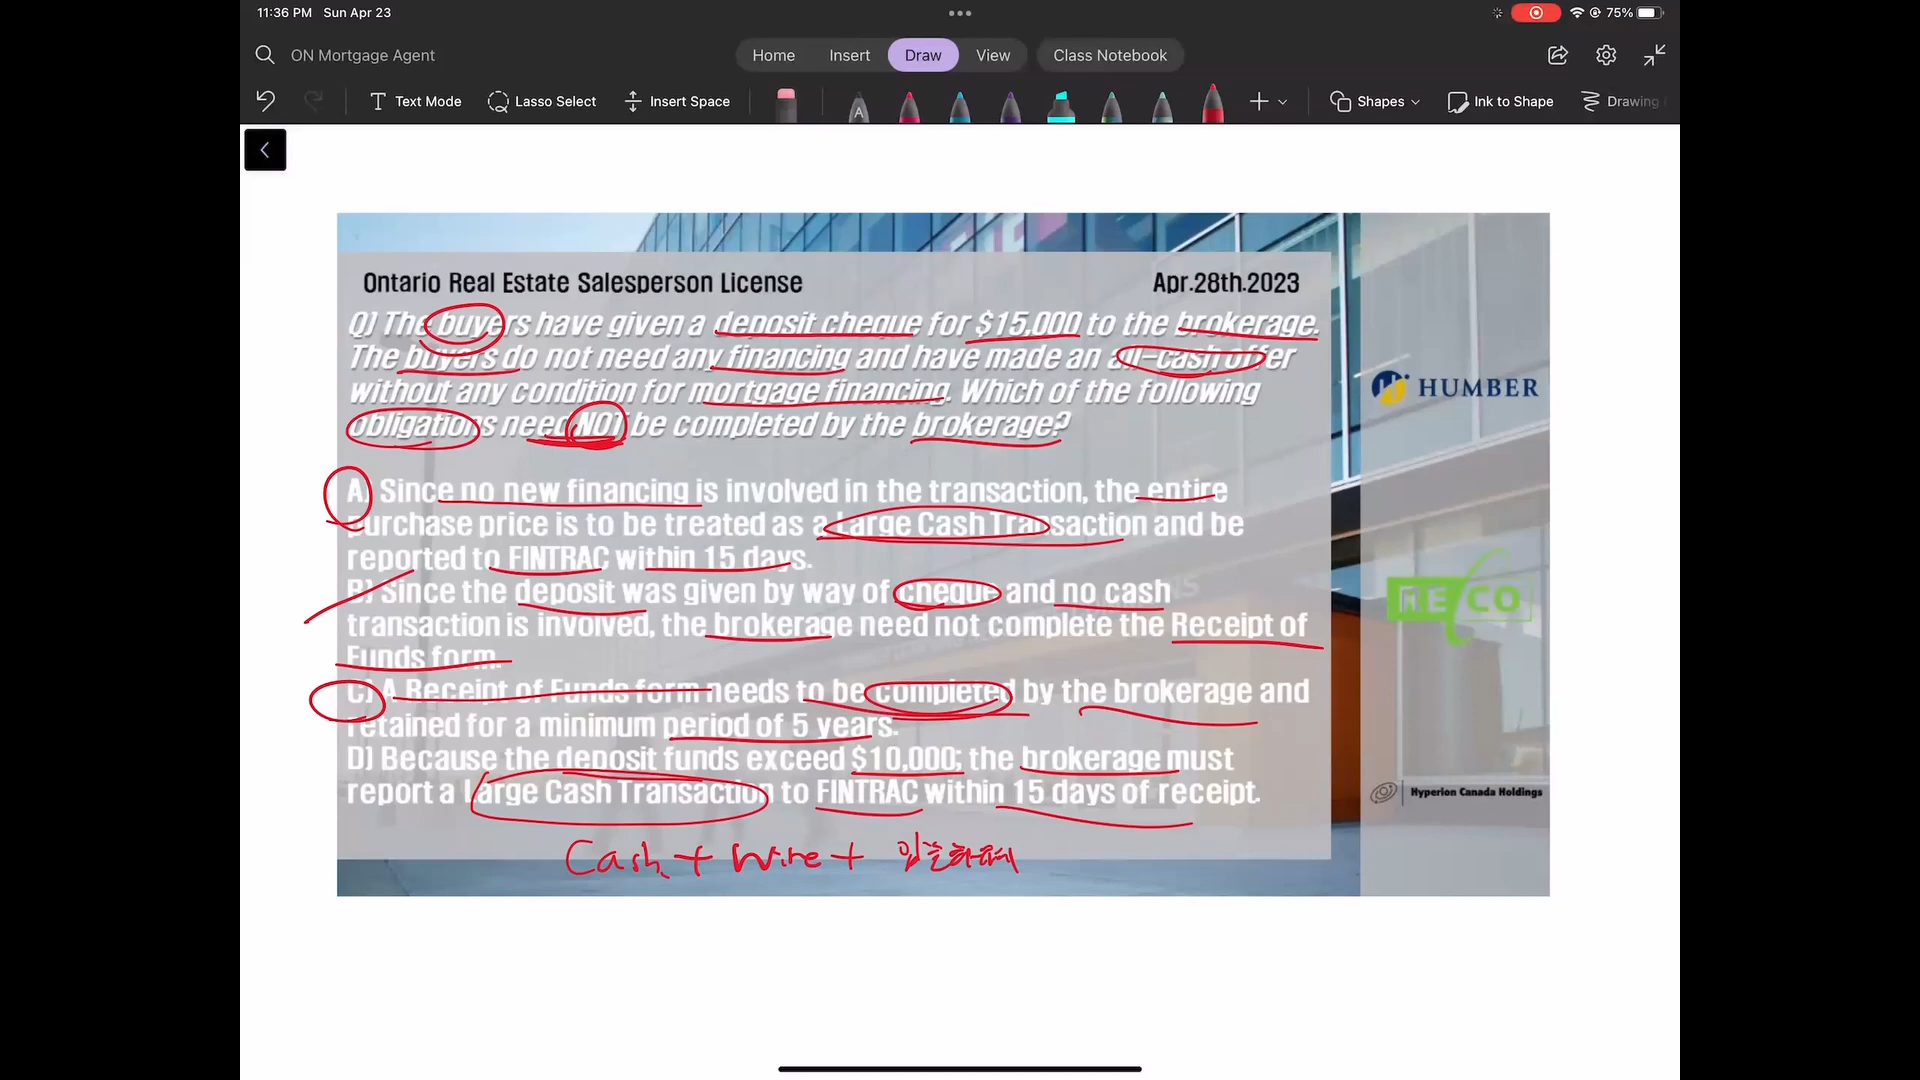 11:36 PM Sun Apr 23
75%
ON Mortgage Agent
Home Insert Draw View Class Notebook
Text Mode Lasso Select Insert Space A Shapes Ink to Shape Drawing
Ontario Real Estate Salesperson License Apr.28th.2023
Q) The buyers have given a deposit cheque for $15,000 to the brokerage.
The buyers do not need any financing and have made an all-cash offer
without any condition for mortgage financing. Which of the following
obligations need NOT be completed by the brokerage?
A) Since no new financing is involved in the transaction, the entire
purchase price is to be treated as a Large Cash Transaction and be
reported to FINTRAC within 15 days.
B) Since the deposit was given by way of cheque and no cash
transaction is involved, the brokerage need not complete the Receipt of
Funds form.
C) A Receipt of Funds form needs to be completed by the brokerage and
retained for a minimum period of 5 years.
D) Because the deposit funds exceed $10,000; the brokerage must
report a Large Cash Transaction to FINTRAC within 15 days of receipt.
Cash + Wire +
HUMBER
RECO
Hyperion Canada Holdings